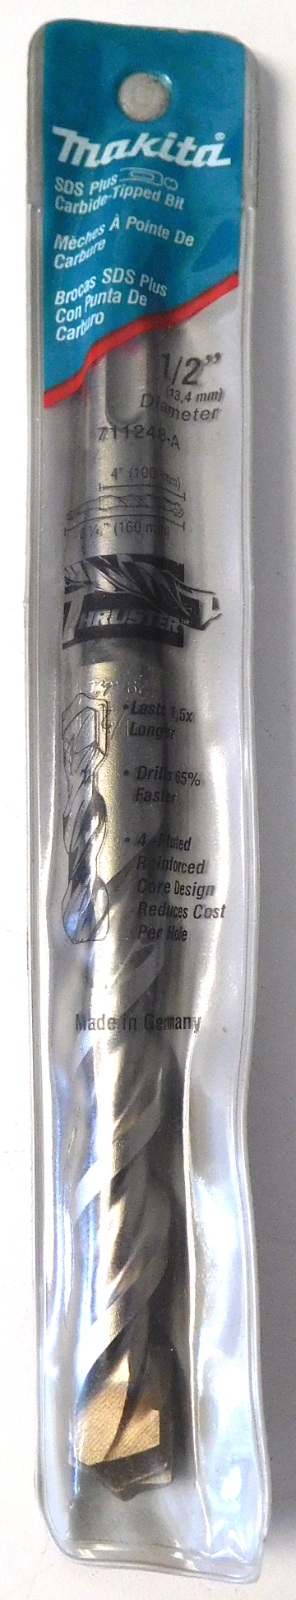 Makita
SDS Plus
Carbide-Tipped Bit
Mèches À Pointe De
Carbure
Brocas SDS Plus
Con Punta De
Carburo
1/2"
(13,4 mm)
Diameter
711248-A
4" (100 mm)
6 1/4" (160 mm)
THRUSTER
• Lasts 1,5x
Longer
• Drills 65%
Faster
• 4-Fluted
Reinforced
Core Design
Reduces Cost
Per Hole
Made in Germany